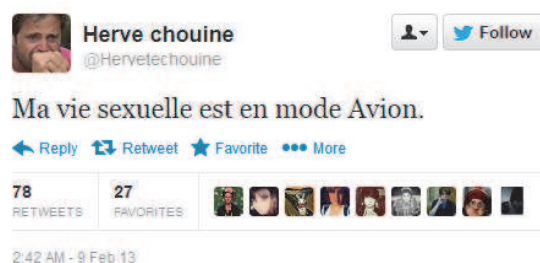 Herve chouine
Follow
@Hervetechouine
Ma vie sexuelle est en mode Avion.
Reply Retweet Favorite More
78 27
RETWEETS FAVORITES
2:42 AM - 9 Feb 13